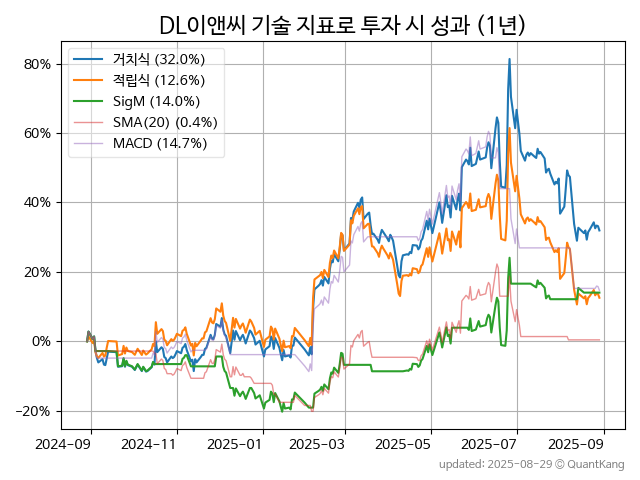 DL이앤씨 기술 지표로 투자 시 성과 (1년)
거치식 (32.0%)
적립식 (12.6%)
SigM (14.0%)
SMA(20) (0.4%)
MACD (14.7%)
80%
60%
40%
20%
0%
−20%
2024-09 2024-11 2025-01 2025-03 2025-05 2025-07 2025-09
updated: 2025-08-29 © QuantKang